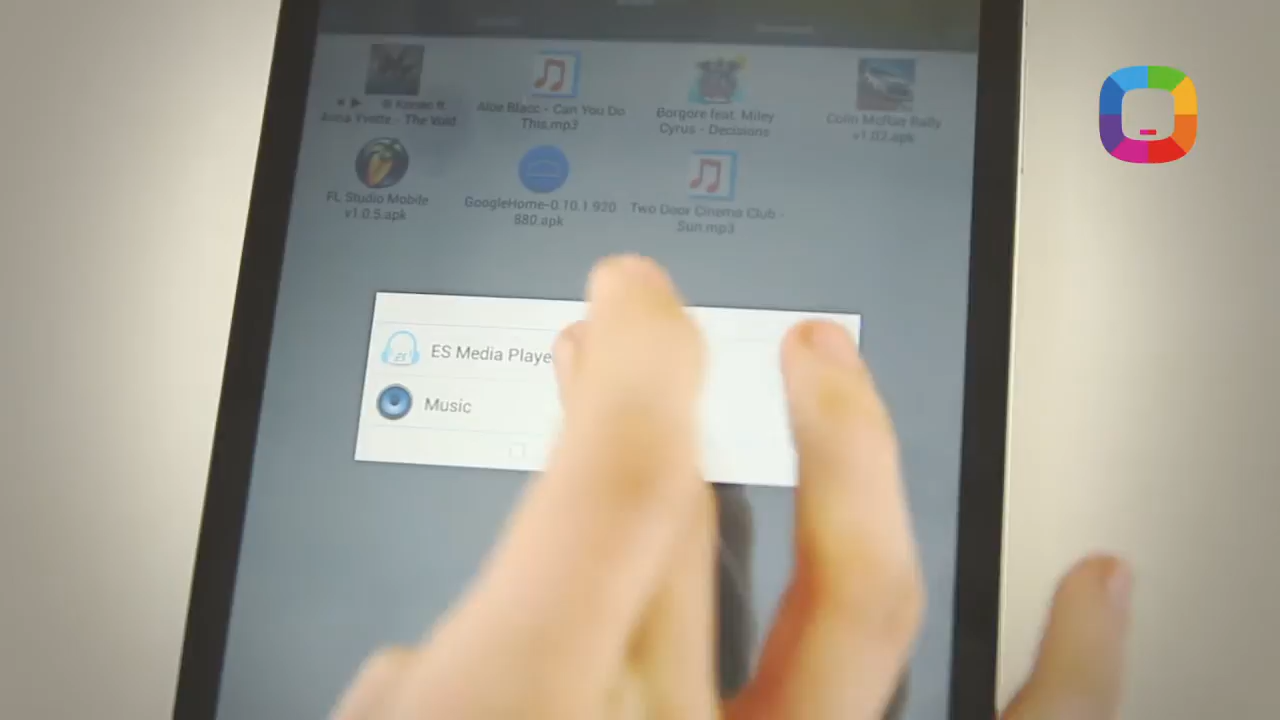 Anna Yvette - The Void
Aloe Blacc - Can You Do
This.mp3
Borgore feat. Miley
Cyrus - Decisions
Colin McRae Rally
v1.02.apk
FL Studio Mobile
v1.0.5.apk
GoogleHome-0.10.1.920
880.apk
Two Door Cinema Club -
Sun.mp3
ES Media Playe
Music